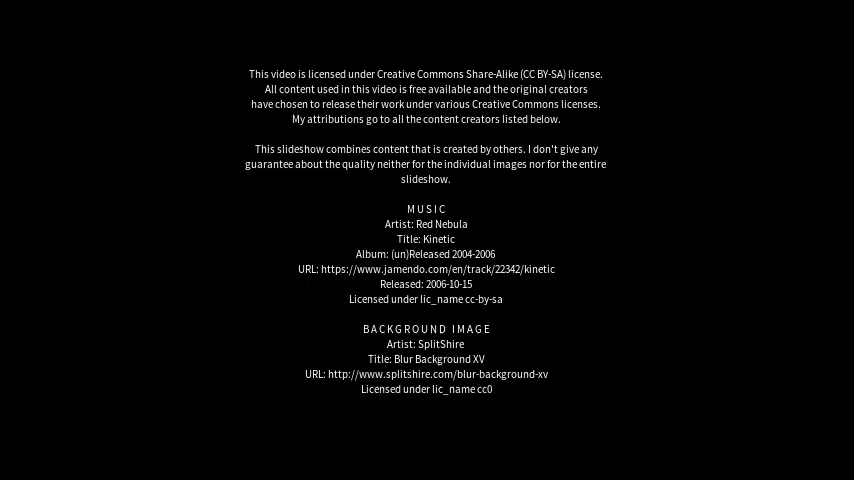 This video is licensed under Creative Commons Share-Alike (CC BY-SA) license.
All content used in this video is free available and the original creators
have chosen to release their work under various Creative Commons licenses.
My attributions go to all the content creators listed below.
This slideshow combines content that is created by others. I don't give any
guarantee about the quality neither for the individual images nor for the entire
slideshow.
MUSIC
Artist: Red Nebula
Title: Kinetic
Album: (un)Released 2004-2006
URL: https://www.jamendo.com/en/track/22342/kinetic
Released: 2006-10-15
Licensed under lic_name cc-by-sa
BACKGROUND IMAGE
Artist: SplitShire
Title: Blur Background XV
URL: http://www.splitshire.com/blur-background-xv
Licensed under lic_name cc0